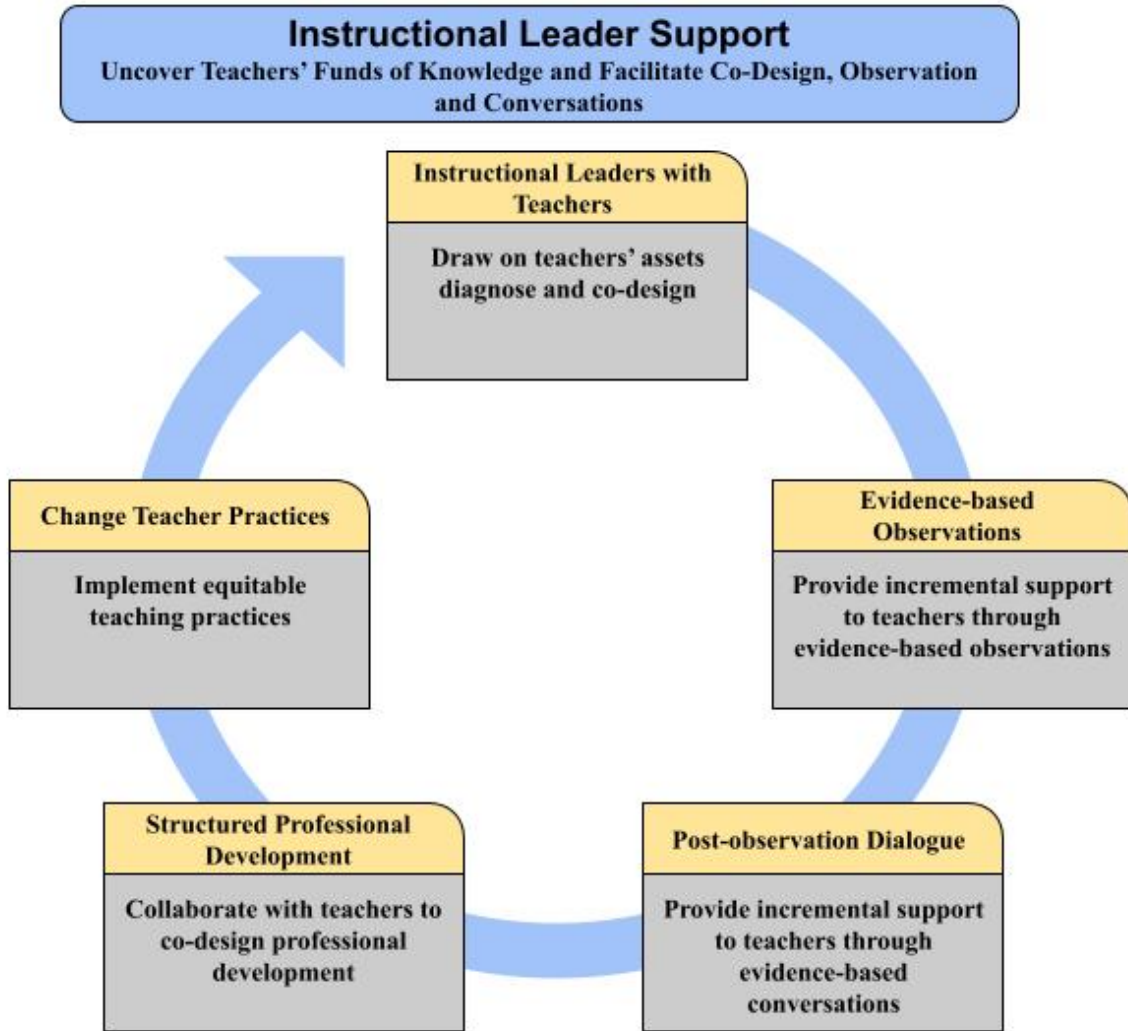 Instructional Leader Support
Uncover Teachers’ Funds of Knowledge and Facilitate Co-Design, Observation
and Conversations
Instructional Leaders with
Teachers
Draw on teachers’ assets
diagnose and co-design
Evidence-based
Observations
Provide incremental support
to teachers through
evidence-based observations
Post-observation Dialogue
Provide incremental support
to teachers through
evidence-based
conversations
Structured Professional
Development
Collaborate with teachers to
co-design professional
development
Change Teacher Practices
Implement equitable
teaching practices